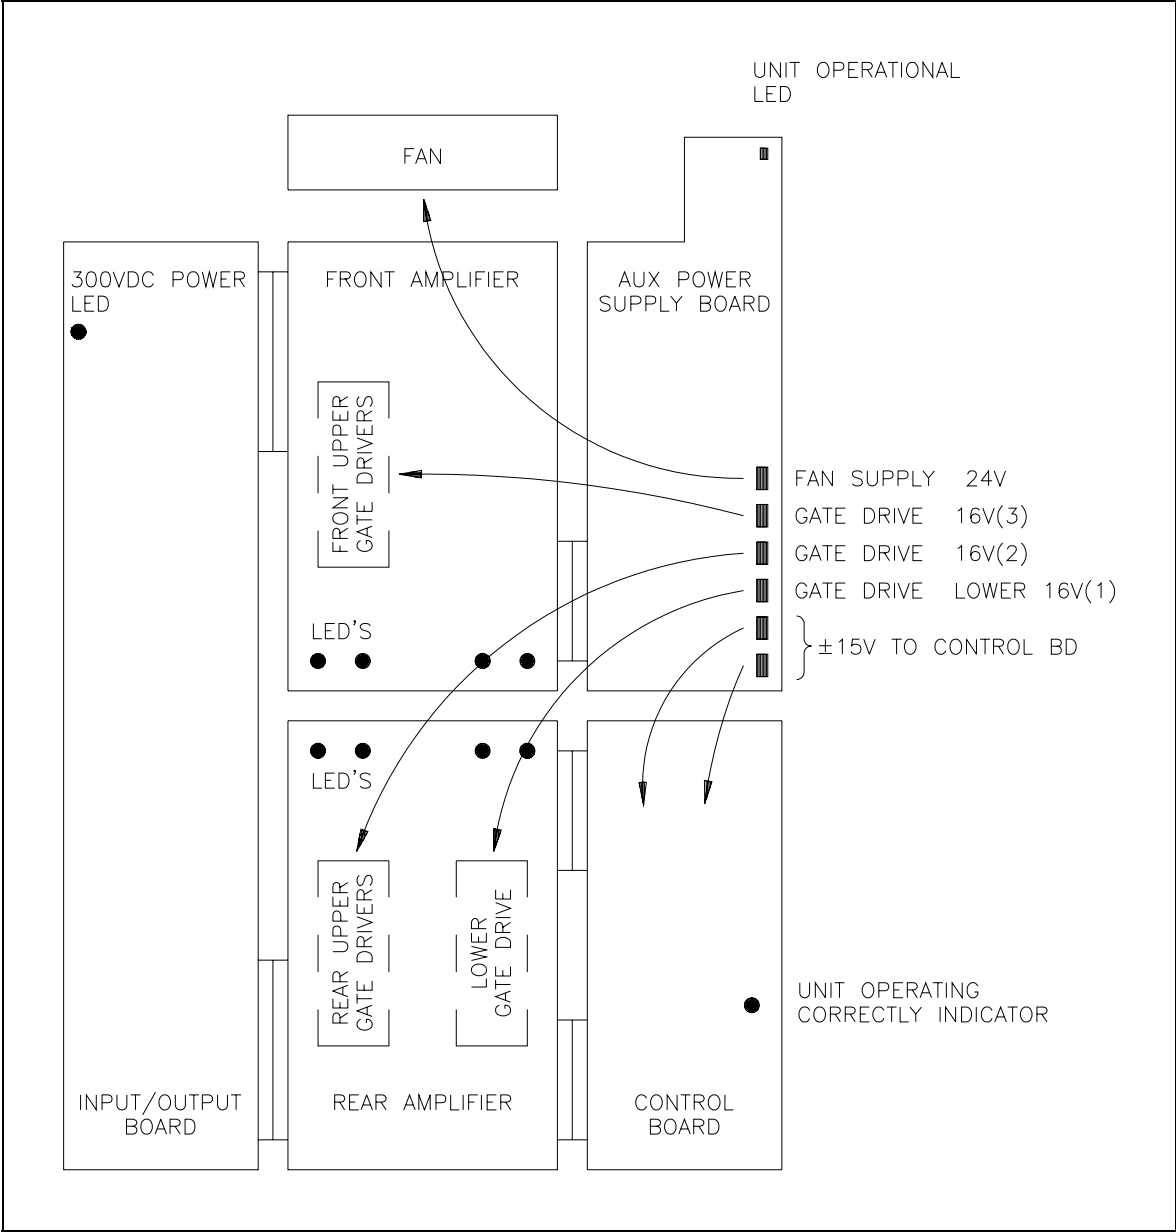 UNIT OPERATIONAL
LED
FAN
300VDC POWER
LED
FRONT AMPLIFIER
AUX POWER
SUPPLY BOARD
FRONT UPPER
GATE DRIVERS
FAN SUPPLY 24V
GATE DRIVE 16V(3)
GATE DRIVE 16V(2)
GATE DRIVE LOWER 16V(1)
±15V TO CONTROL BD
LED'S
LED'S
REAR UPPER
GATE DRIVERS
LOWER
GATE DRIVE
UNIT OPERATING
CORRECTLY INDICATOR
INPUT/OUTPUT
BOARD
REAR AMPLIFIER
CONTROL
BOARD